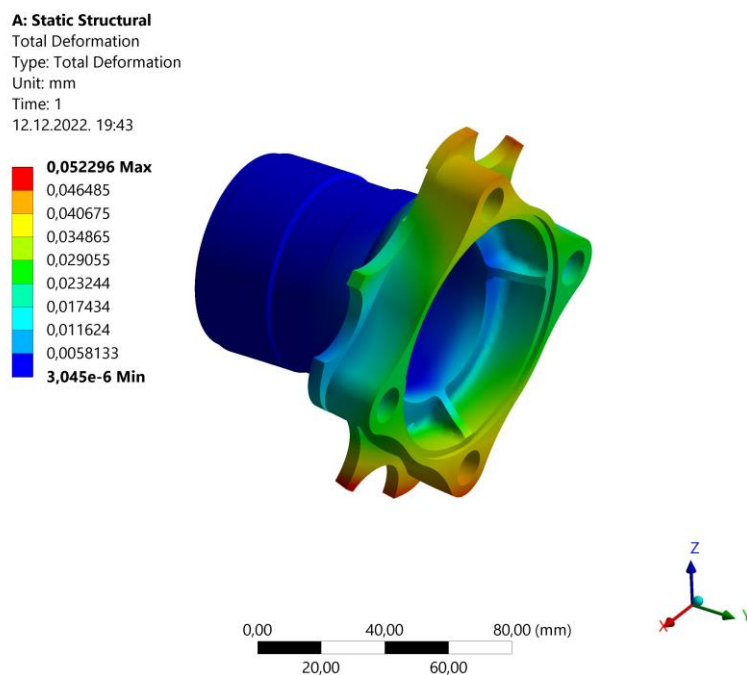 A: Static Structural
Total Deformation
Type: Total Deformation
Unit: mm
Time: 1
12.12.2022. 19:43
0,052296 Max
0,046485
0,040675
0,034865
0,029055
0,023244
0,017434
0,011624
0,0058133
3,045e-6 Min
Z
X
Y
0,00 40,00 80,00 (mm)
20,00 60,00